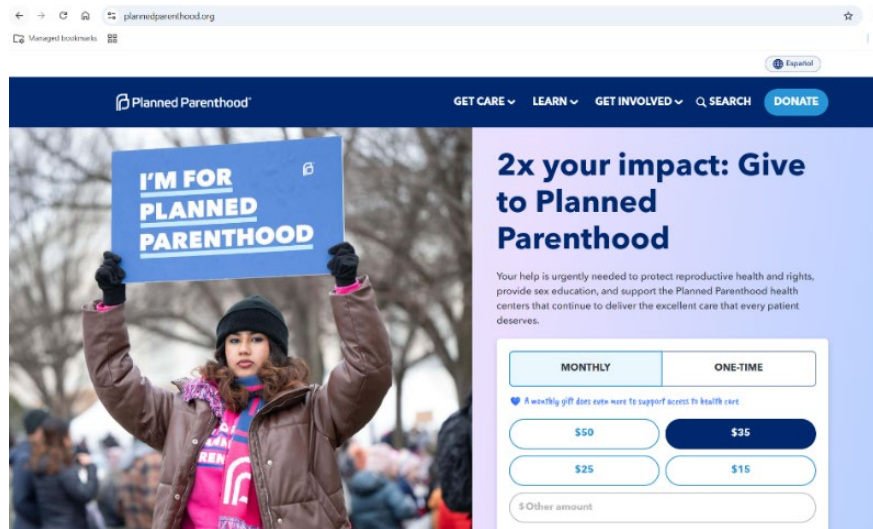 plannedparenthood.org
Managed bookmarks
Español
Planned Parenthood®
GET CARE
LEARN
GET INVOLVED
SEARCH
DONATE
I'M FOR
PLANNED
PARENTHOOD
2x your impact: Give
to Planned
Parenthood
Your help is urgently needed to protect reproductive health and rights,
provide sex education, and support the Planned Parenthood health
centers that continue to deliver the excellent care that every patient
deserves.
MONTHLY
ONE-TIME
A monthly gift does even more to support access to health care
$50
$35
$25
$15
$ Other amount